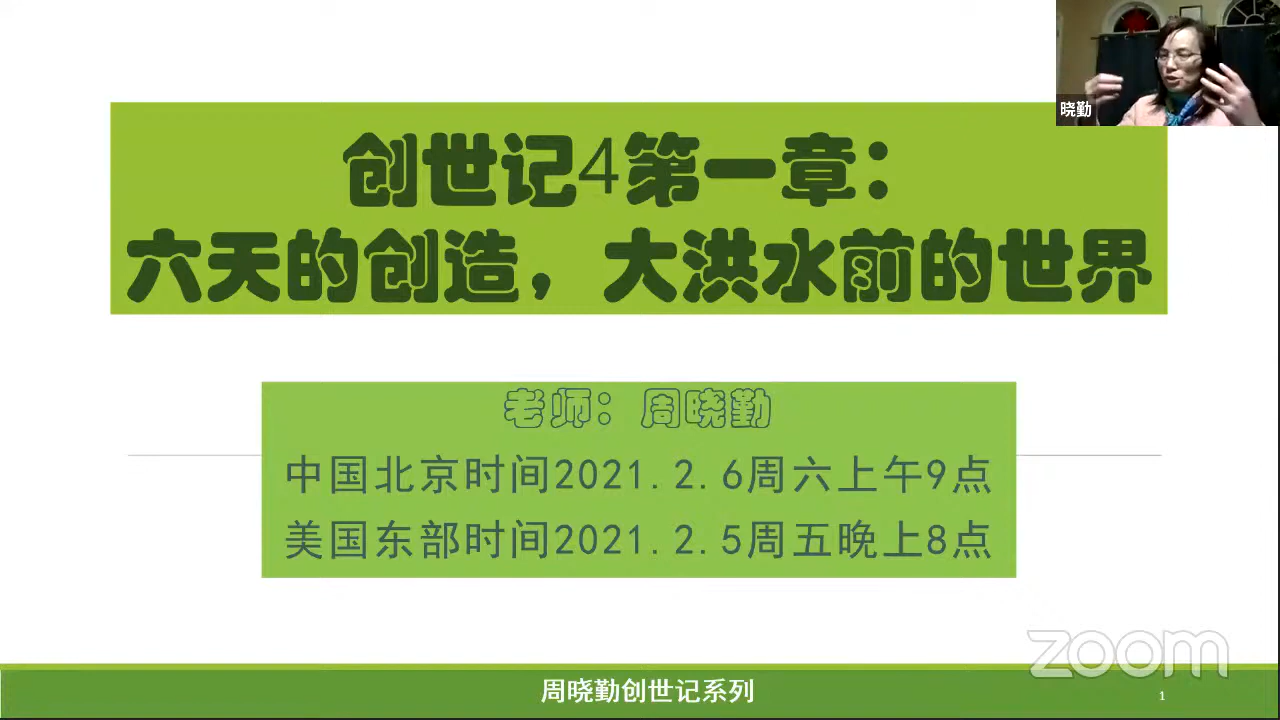 晓勤
创世记4第一章：
六天的创造，大洪水前的世界
老师：周晓勤
中国北京时间2021.2.6周六上午9点
美国东部时间2021.2.5周五晚上8点
zoom
周晓勤创世记系列
1